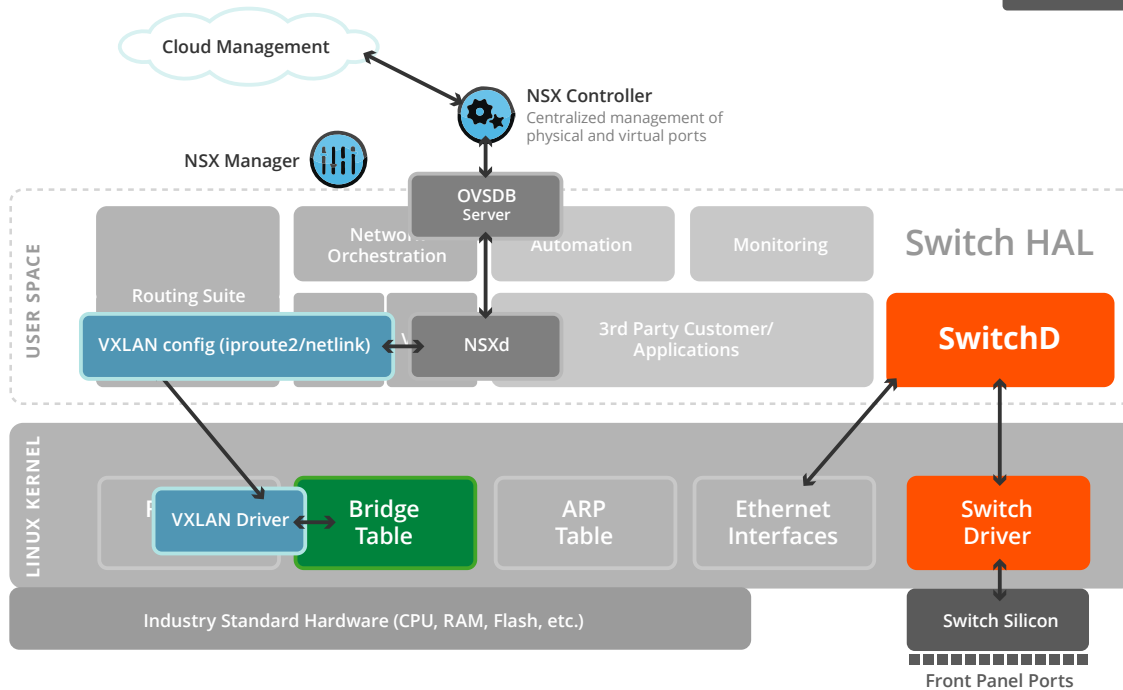 Cloud Management
NSX Controller
Centralized management of
physical and virtual ports
NSX Manager
OVSDB
Server
USER SPACE
Routing Suite
Network
Orchestration
Automation
Monitoring
Switch HAL
VXLAN config (iproute2/netlink)
NSXd
3rd Party Customer/
Applications
SwitchD
LINUX KERNEL
VXLAN Driver
Bridge
Table
ARP
Table
Ethernet
Interfaces
Switch
Driver
Industry Standard Hardware (CPU, RAM, Flash, etc.)
Switch Silicon
Front Panel Ports